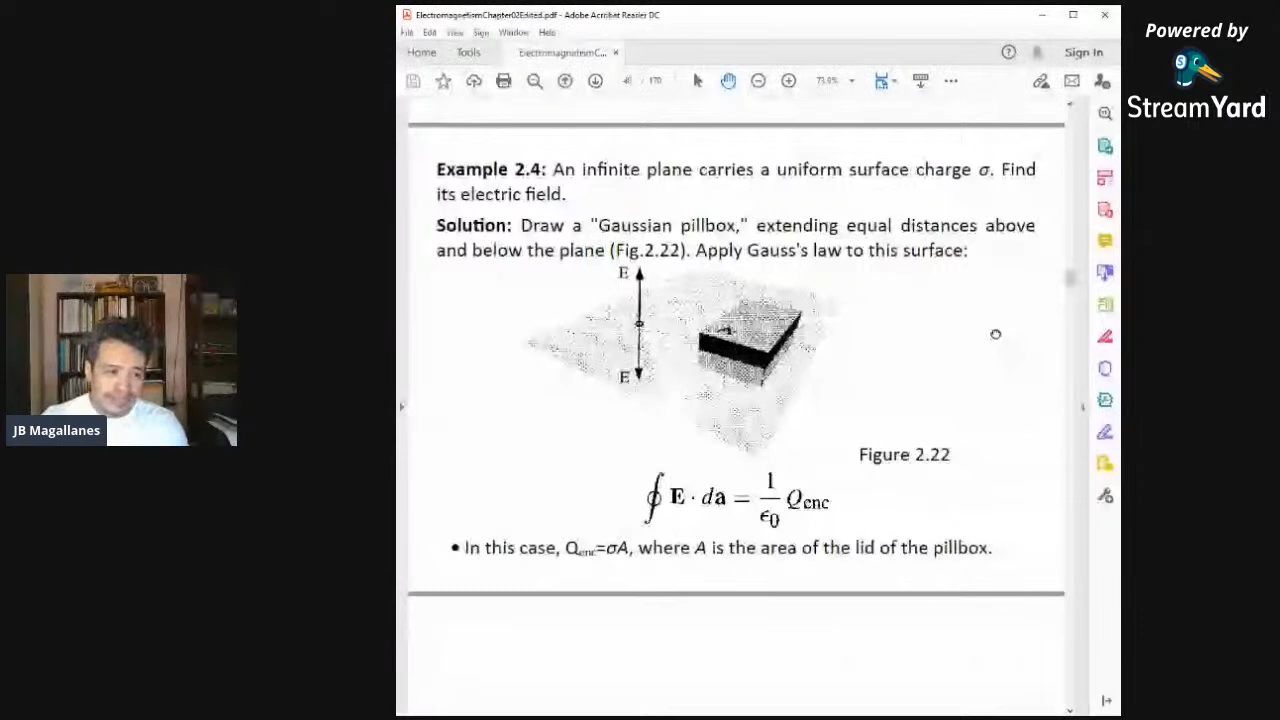 ElectromagnetismChapter02Edited.pdf - Adobe Acrobat Reader DC
File Edit View Sign Window Help
Home Tools ElectromagnetismC... × Sign In
/ 170 73.9%
Powered by
StreamYard
Example 2.4: An infinite plane carries a uniform surface charge σ. Find
its electric field.
Solution: Draw a "Gaussian pillbox," extending equal distances above
and below the plane (Fig.2.22). Apply Gauss's law to this surface:
E
A
E
Figure 2.22
∮ E · da = 1/ϵ0 Qenc
• In this case, Qenc=σA, where A is the area of the lid of the pillbox.
JB Magallanes